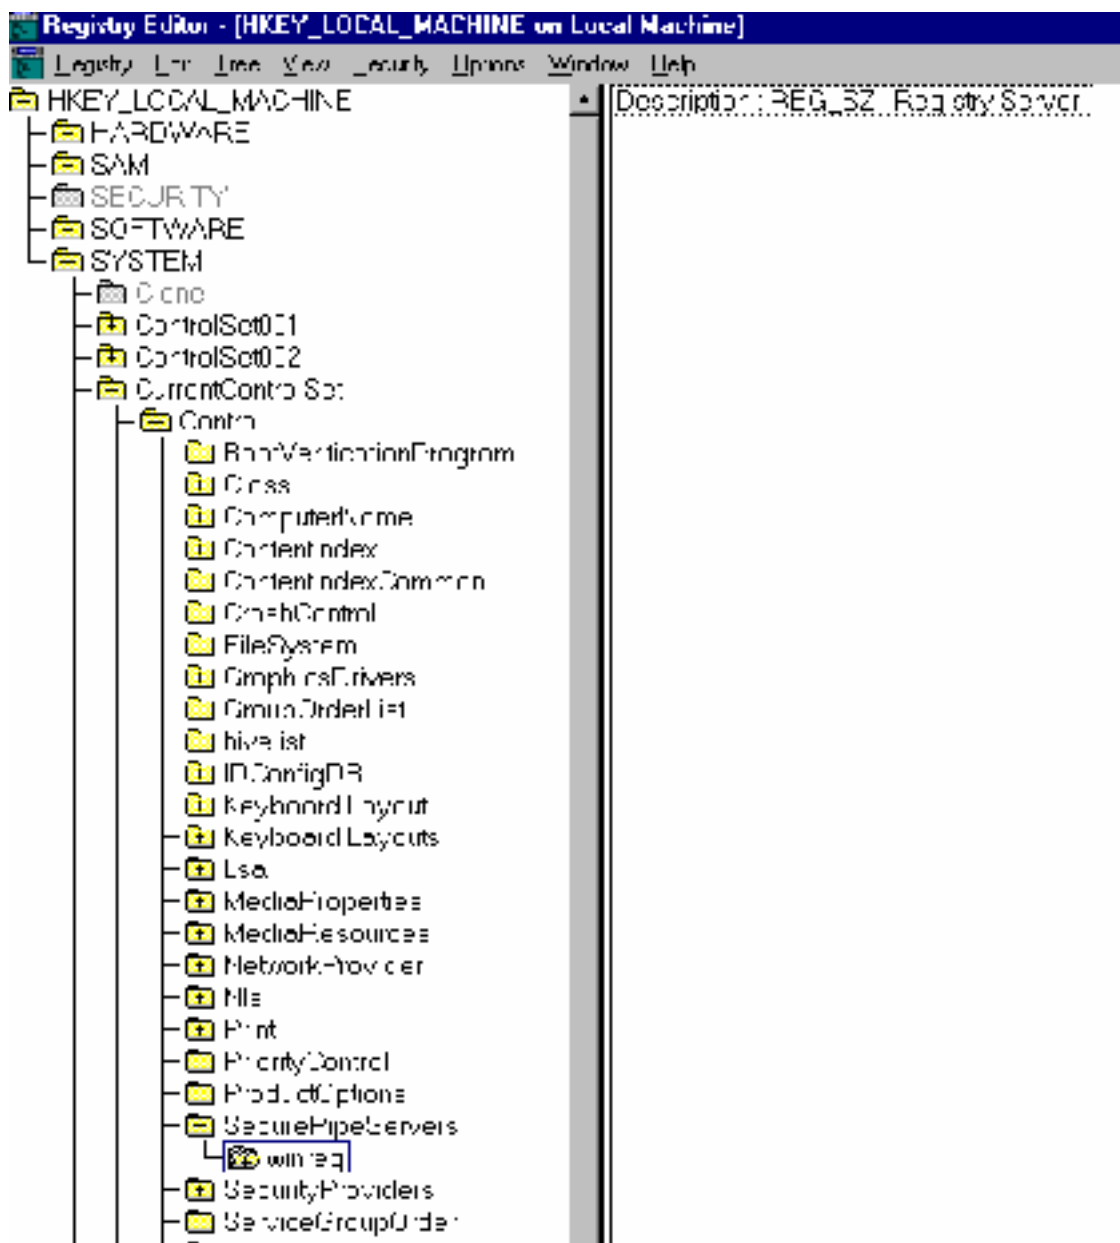 Registry Editor - [HKEY_LOCAL_MACHINE on Local Machine]
Registry Edit Tree View Security Options Window Help
HKEY_LOCAL_MACHINE
Description : REG_SZ : Registry Server
HARDWARE
SAM
SECURITY
SOFTWARE
SYSTEM
Clone
ControlSet001
ControlSet002
CurrentControlSet
Control
BootVerificationProgram
Class
ComputerName
ContentIndex
ContentIndexCommon
CrashControl
FileSystem
GraphicsDrivers
GroupOrderList
hivelist
IDConfigDB
Keyboard Layout
Keyboard Layouts
Lsa
MediaProperties
MediaResources
NetworkProvider
Nls
Print
PriorityControl
ProductOptions
SecurePipeServers
winreg
SecurityProviders
ServiceGroupOrder